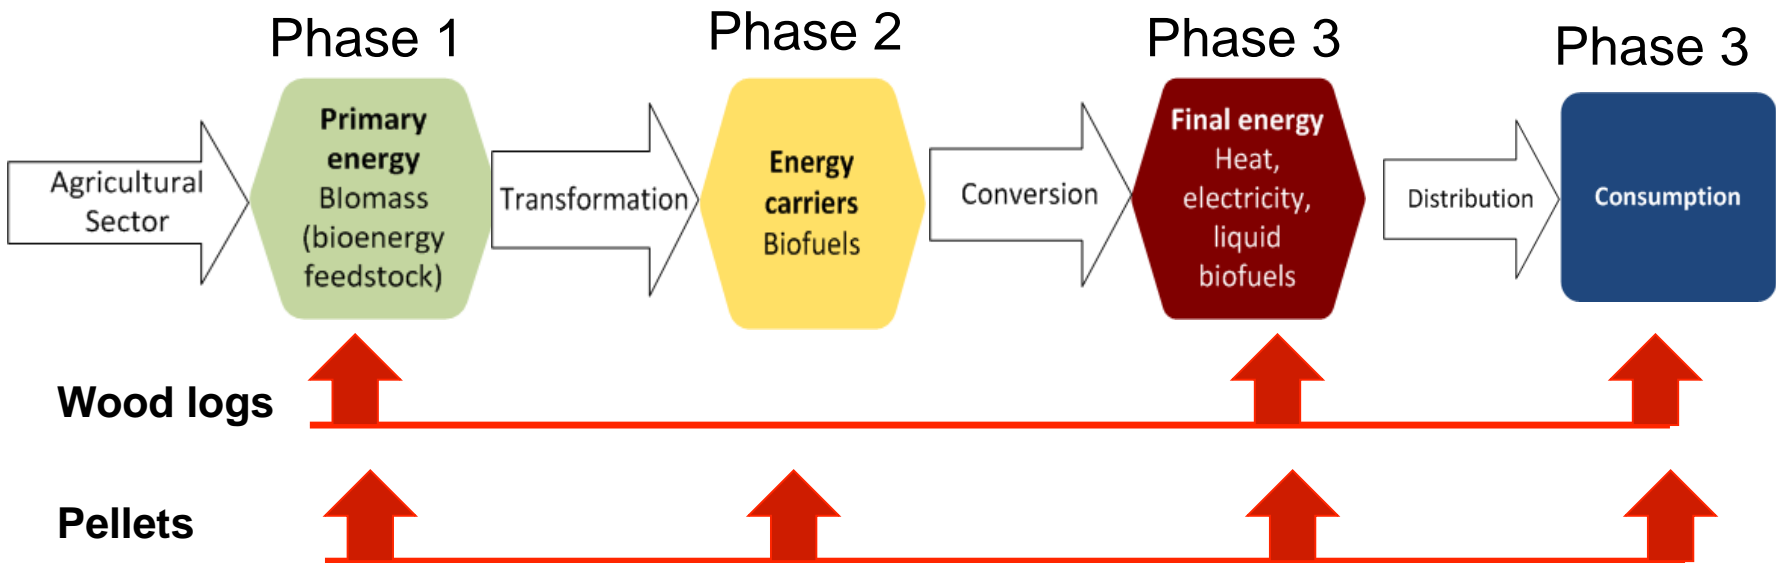 Phase 1
Phase 2
Phase 3
Phase 3
Agricultural
Sector
Primary
energy
Biomass
(bioenergy
feedstock)
Transformation
Energy
carriers
Biofuels
Conversion
Final energy
Heat,
electricity,
liquid
biofuels
Distribution
Consumption
Wood logs
Pellets